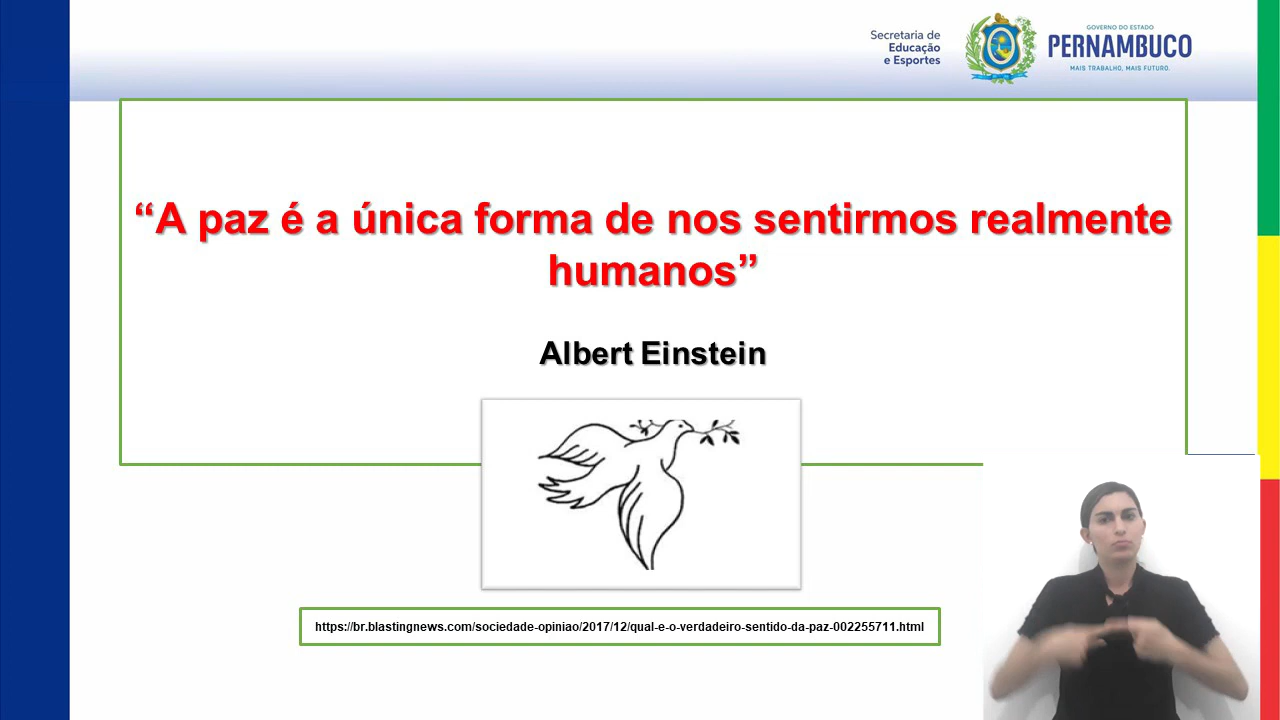 Secretaria de
Educação
e Esportes
GOVERNO DO ESTADO
PERNAMBUCO
MAIS TRABALHO, MAIS FUTURO.
“A paz é a única forma de nos sentirmos realmente
humanos”
Albert Einstein
https://br.blastingnews.com/sociedade-opiniao/2017/12/qual-e-o-verdadeiro-sentido-da-paz-002255711.html